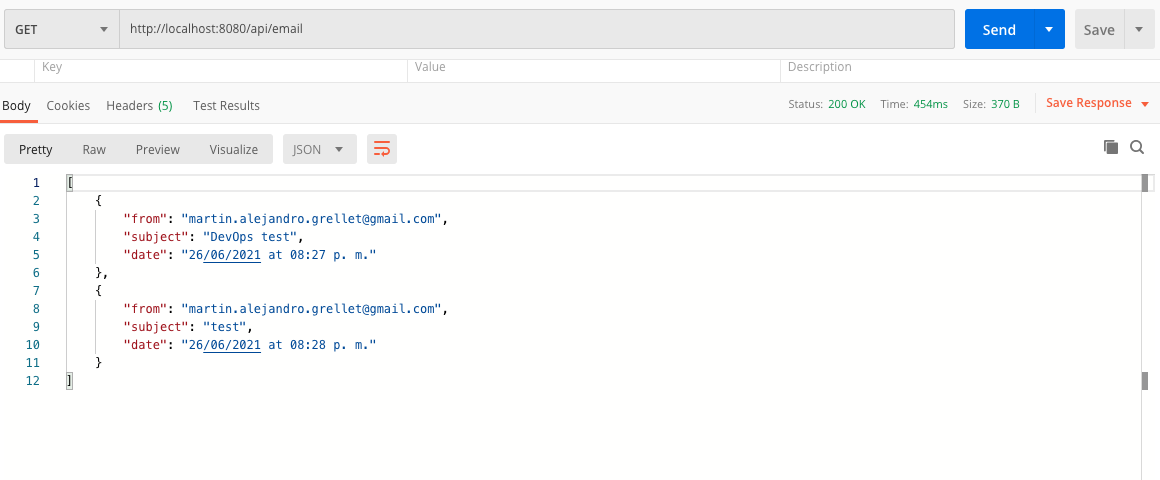 GET http://localhost:8080/api/email Send Save
Key Value Description
Body Cookies Headers (5) Test Results Status: 200 OK Time: 454ms Size: 370 B Save Response
Pretty Raw Preview Visualize JSON
1 [
2 {
3 "from": "martin.alejandro.grellet@gmail.com",
4 "subject": "DevOps test",
5 "date": "26/06/2021 at 08:27 p. m."
6 },
7 {
8 "from": "martin.alejandro.grellet@gmail.com",
9 "subject": "test",
10 "date": "26/06/2021 at 08:28 p. m."
11 }
12 ]